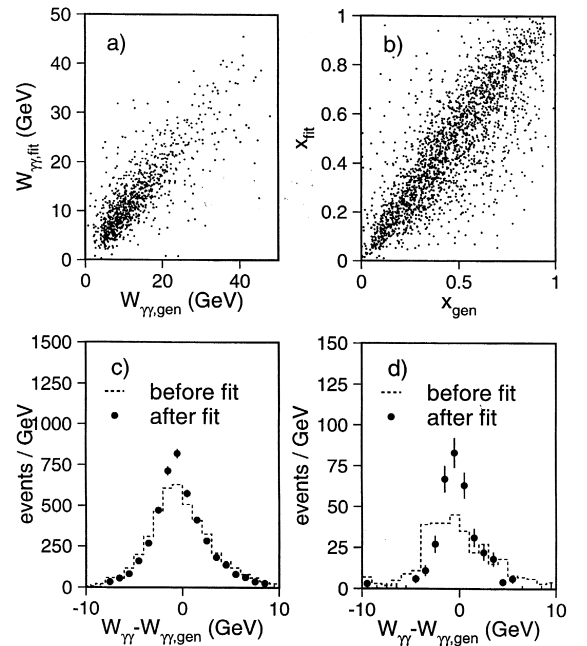 a)
50
40
30
20
10
0
0 20 40
W_γγ,fit (GeV)
W_γγ,gen (GeV)
b)
1
0.8
0.6
0.4
0.2
0
0 0.5 1
x_fit
x_gen
c)
before fit
after fit
1500
1250
1000
750
500
250
0
-10 0 10
events / GeV
W_γγ-W_γγ,gen (GeV)
d)
before fit
after fit
150
125
100
75
50
25
0
-10 0 10
events / GeV
W_γγ-W_γγ,gen (GeV)